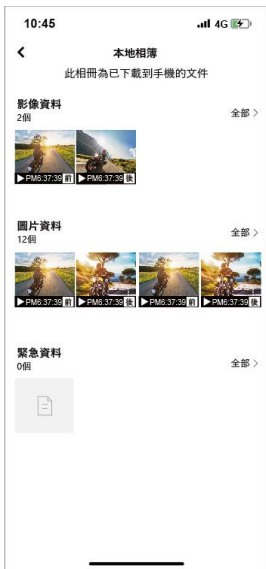 10:45
4G
本地相簿
此相冊為已下載到手機的文件
影像資料
2個
全部
PM6:37:39 前
PM6:37:39 後
圖片資料
12個
全部
PM6:37:39 前
PM6:37:39 後
PM6:37:39 前
PM6:37:39 後
緊急資料
0個
全部